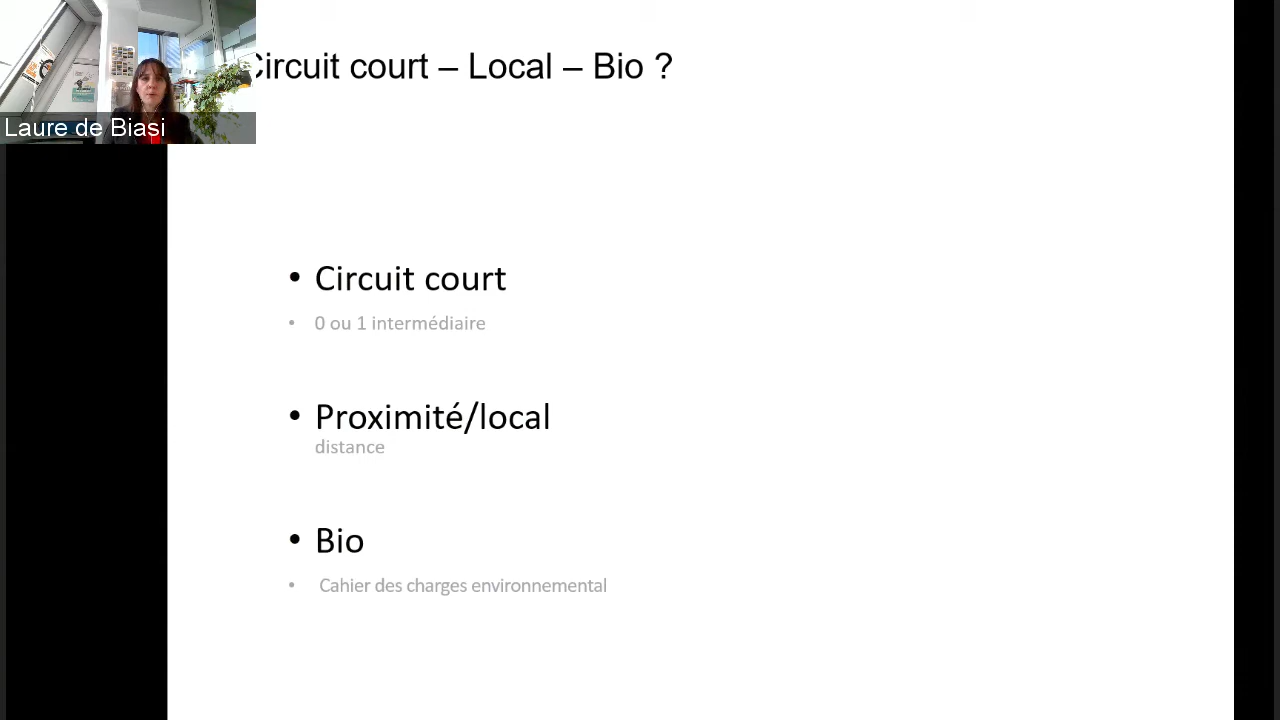 Circuit court – Local – Bio ?
Laure de Biasi
• Circuit court
• 0 ou 1 intermédiaire
• Proximité/local
distance
• Bio
• Cahier des charges environnemental